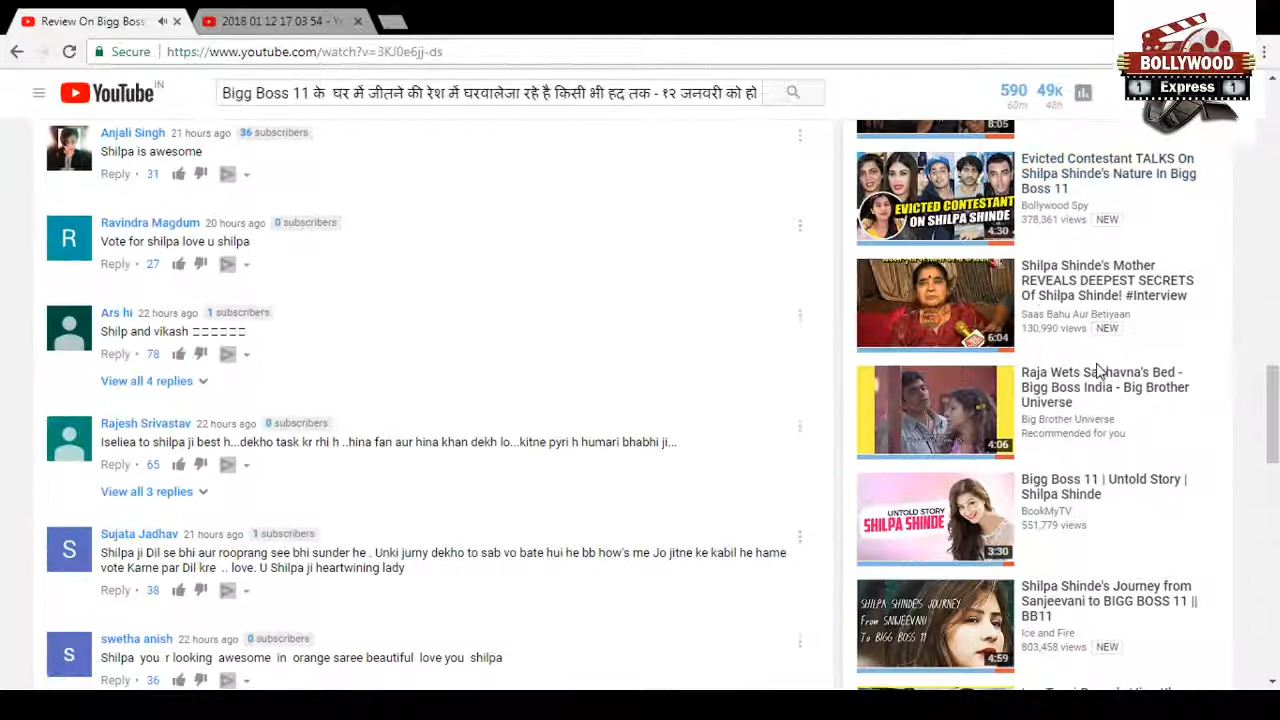 Review On Bigg Boss
2018 01 12 17 03 54 - Y
Secure
https://www.youtube.com/watch?v=3KJ0e6jj-ds
BOLLYWOOD
1 Express 1
YouTube IN
Bigg Boss 11 के घर में जीतने की रेश में घरवालेजा रहे है किसी भी हद तक - १२ जनवरी को हो
590 49K
60m 48h
Anjali Singh 21 hours ago 36 subscribers
Shilpa is awesome
Reply • 31
Ravindra Magdum 20 hours ago 0 subscribers
R
Vote for shilpa love u shilpa
Reply • 27
Ars hi 22 hours ago 1 subscribers
Shilp and vikash
Reply • 78
View all 4 replies
Rajesh Srivastav 22 hours ago 0 subscribers
Iseliea to shilpa ji best h...dekho task kr rhi h ..hina fan aur hina khan dekh lo...kitne pyri h humari bhabhi ji...
Reply • 65
View all 3 replies
Sujata Jadhav 21 hours ago 1 subscribers
S
Shilpa ji Dil se bhi aur rooprang see bhi sunder he . Unki jurny dekho to sab vo bate hui he bb how's me Jo jitne ke kabil he hame
vote Karne par Dil kre .. love. U Shilpa ji heartwining lady
Reply • 38
swetha anish 22 hours ago 0 subscribers
s
Shilpa you r looking awesome in orange saree beautiful love you shilpa
Reply • 36
8:05
Evicted Contestant TALKS On
Shilpa Shinde's Nature In Bigg
Boss 11
Bollywood Spy
378,361 views NEW
EVICTED CONTESTANT
ON SHILPA SHINDE
4:30
Shilpa Shinde's Mother
REVEALS DEEPEST SECRETS
Of Shilpa Shinde! #Interview
Saas Bahu Aur Betiyaan
130,990 views NEW
6:04
Raja Wets Sambhavna's Bed -
Bigg Boss India - Big Brother
Universe
Big Brother Universe
Recommended for you
4:06
Bigg Boss 11 | Untold Story |
Shilpa Shinde
BookMyTV
551,779 views
UNTOLD STORY
SHILPA SHINDE
3:30
Shilpa Shinde's Journey from
Sanjeevani to BIGG BOSS 11 ||
BB11
Ice and Fire
803,458 views NEW
SHILPA SHINDE'S JOURNEY
FROM SANJEEVANI
TO BIGG BOSS 11
4:59